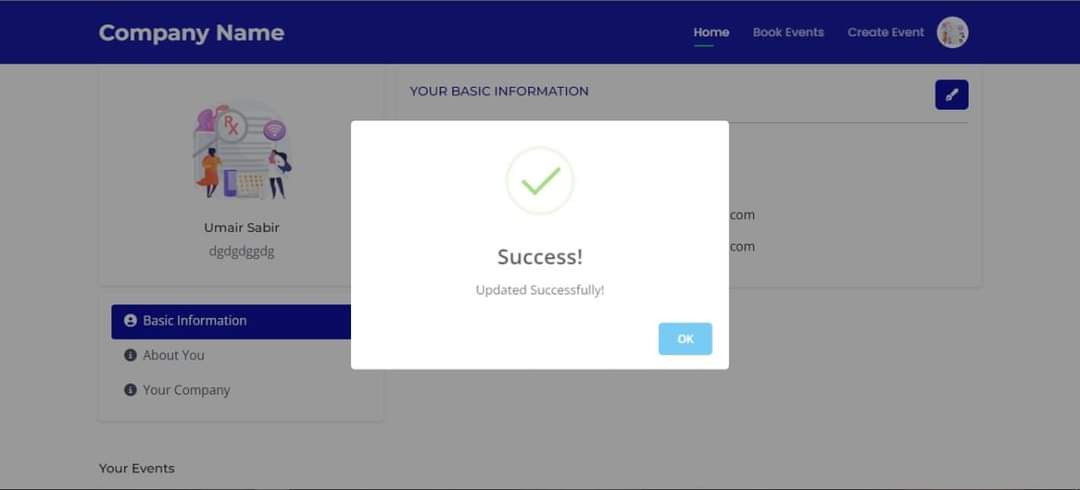 Company Name
Home Book Events Create Event
YOUR BASIC INFORMATION
Rx
Umair Sabir
dgdgdggdg
.com
.com
Success!
Updated Successfully!
OK
Basic Information
About You
Your Company
Your Events